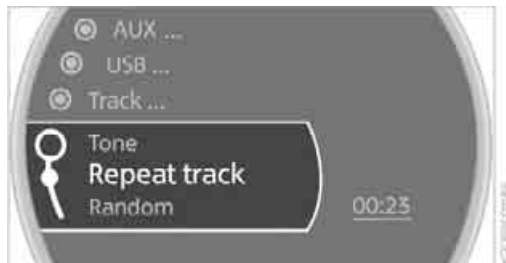 AUX ...
USB ...
Track ...
Tone
Repeat track
Random
00:23